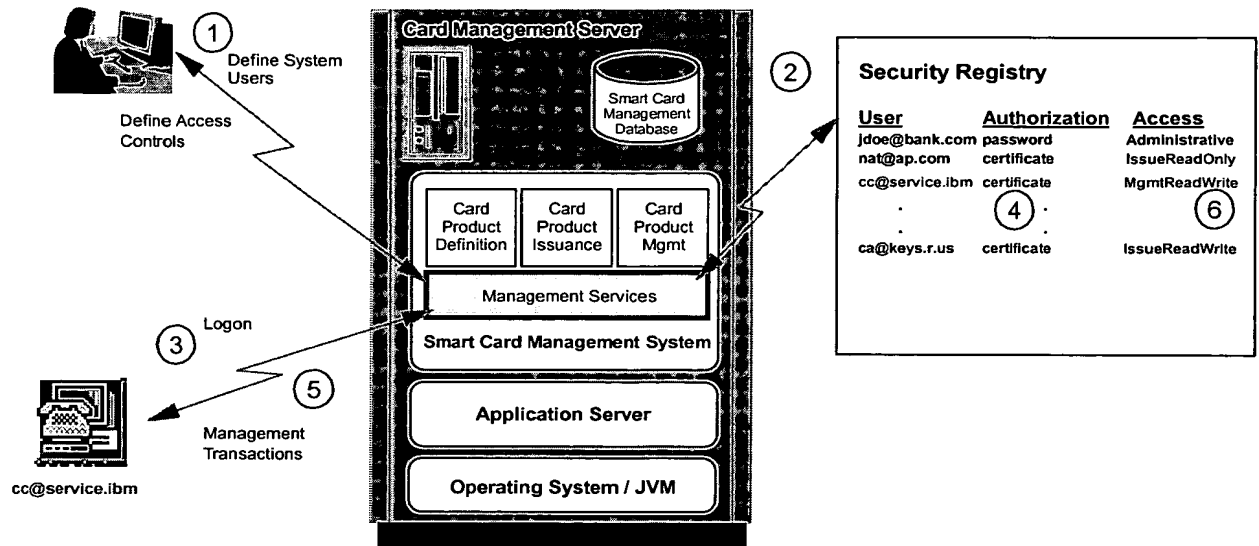 1
Define System
Users
Define Access
Controls
Card Management Server
Smart Card
Management
Database
2
Card
Product
Definition
Card
Product
Issuance
Card
Product
Mgmt
Management Services
Smart Card Management System
Application Server
Operating System / JVM
3
Logon
5
Management
Transactions
cc@service.ibm
Security Registry
User Authorization Access
jdoe@bank.com password Administrative
nat@ap.com certificate IssueReadOnly
cc@service.ibm certificate MgmtReadWrite
. 4 . 6
. .
ca@keys.r.us certificate IssueReadWrite